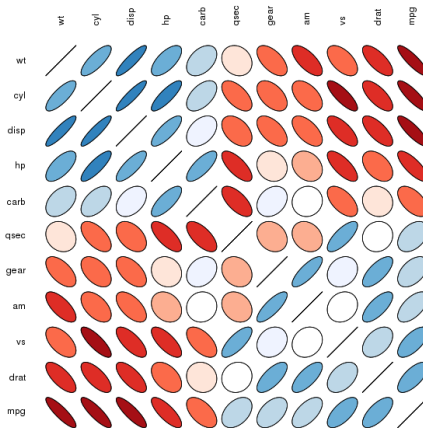 wt cyl disp hp carb qsec gear am vs drat mpg
wt
cyl
disp
hp
carb
qsec
gear
am
vs
drat
mpg